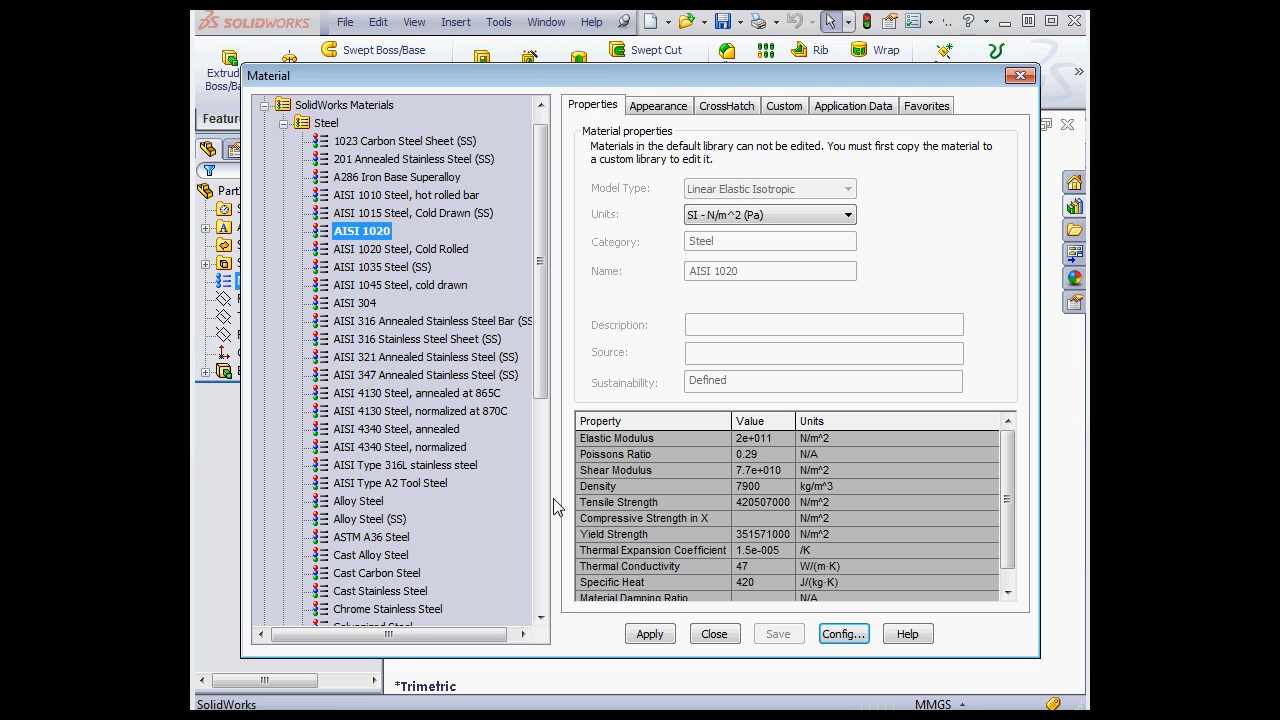 SOLIDWORKS File Edit View Insert Tools Window Help
Swept Boss/Base Swept Cut Rib Wrap
Extrud
Boss/Ba
Material
Featur
Part
SolidWorks Materials
Steel
1023 Carbon Steel Sheet (SS)
201 Annealed Stainless Steel (SS)
A286 Iron Base Superalloy
AISI 1010 Steel, hot rolled bar
AISI 1015 Steel, Cold Drawn (SS)
AISI 1020
AISI 1020 Steel, Cold Rolled
AISI 1035 Steel (SS)
AISI 1045 Steel, cold drawn
AISI 304
AISI 316 Annealed Stainless Steel Bar (SS
AISI 316 Stainless Steel Sheet (SS)
AISI 321 Annealed Stainless Steel (SS)
AISI 347 Annealed Stainless Steel (SS)
AISI 4130 Steel, annealed at 865C
AISI 4130 Steel, normalized at 870C
AISI 4340 Steel, annealed
AISI 4340 Steel, normalized
AISI Type 316L stainless steel
AISI Type A2 Tool Steel
Alloy Steel
Alloy Steel (SS)
ASTM A36 Steel
Cast Alloy Steel
Cast Carbon Steel
Cast Stainless Steel
Chrome Stainless Steel
Galvanized Steel
Properties Appearance CrossHatch Custom Application Data Favorites
Material properties
Materials in the default library can not be edited. You must first copy the material to
a custom library to edit it.
Model Type: Linear Elastic Isotropic
Units: SI - N/m^2 (Pa)
Category: Steel
Name: AISI 1020
Description:
Source:
Sustainability: Defined
Property Value Units
Elastic Modulus 2e+011 N/m^2
Poissons Ratio 0.29 N/A
Shear Modulus 7.7e+010 N/m^2
Density 7900 kg/m^3
Tensile Strength 420507000 N/m^2
Compressive Strength in X N/m^2
Yield Strength 351571000 N/m^2
Thermal Expansion Coefficient 1.5e-005 /K
Thermal Conductivity 47 W/(m·K)
Specific Heat 420 J/(kg·K)
Material Damping Ratio N/A
Apply Close Save Config... Help
*Trimetric
SolidWorks MMGS